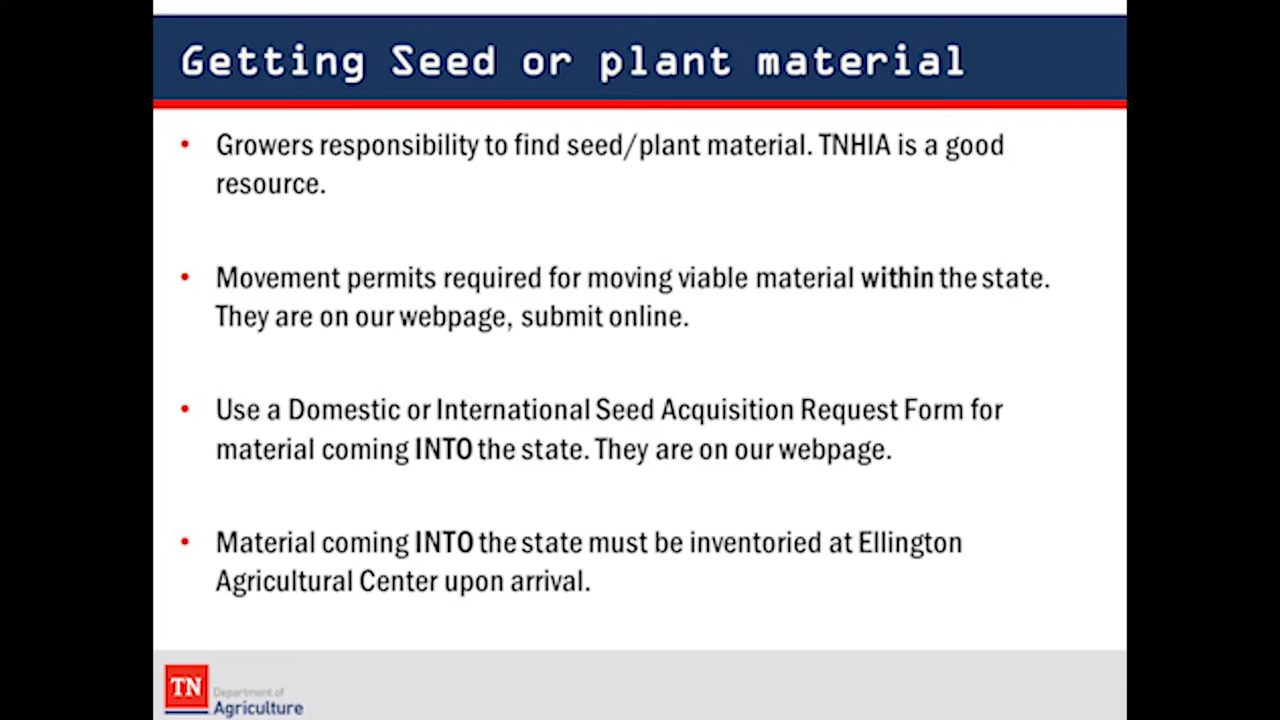 Getting Seed or plant material
• Growers responsibility to find seed/plant material. TNHIA is a good
resource.
• Movement permits required for moving viable material within the state.
They are on our webpage, submit online.
• Use a Domestic or International Seed Acquisition Request Form for
material coming INTO the state. They are on our webpage.
• Material coming INTO the state must be inventoried at Ellington
Agricultural Center upon arrival.
TN
Department of
Agriculture